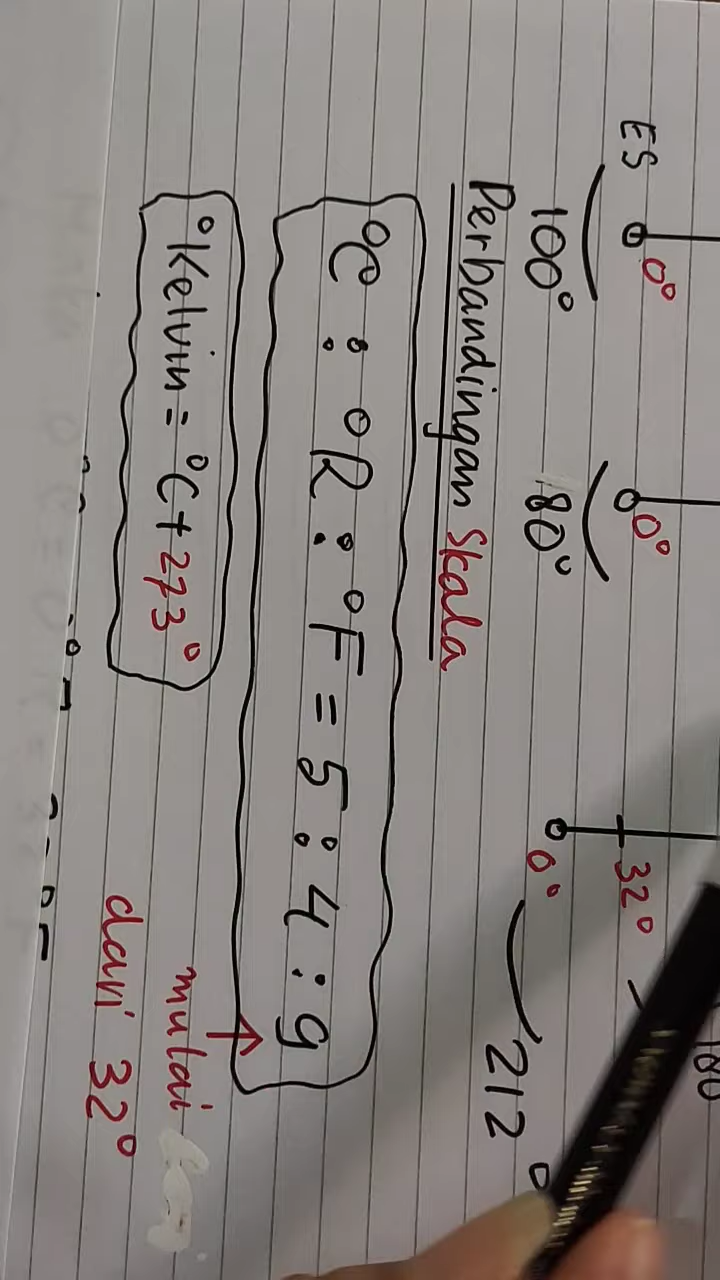 ES 0° 0° 32°
0°
100° 80° 212°
Perbandingan Skala
°C : °R : °F = 5 : 4 : 9
mulai
dari 32°
°Kelvin = °C + 273°